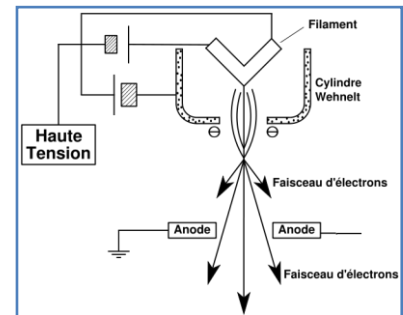 Filament
Cylindre
Wehnelt
Haute
Tension
⊖ ⊖
Faisceau d'électrons
Anode Anode
Faisceau d'électrons